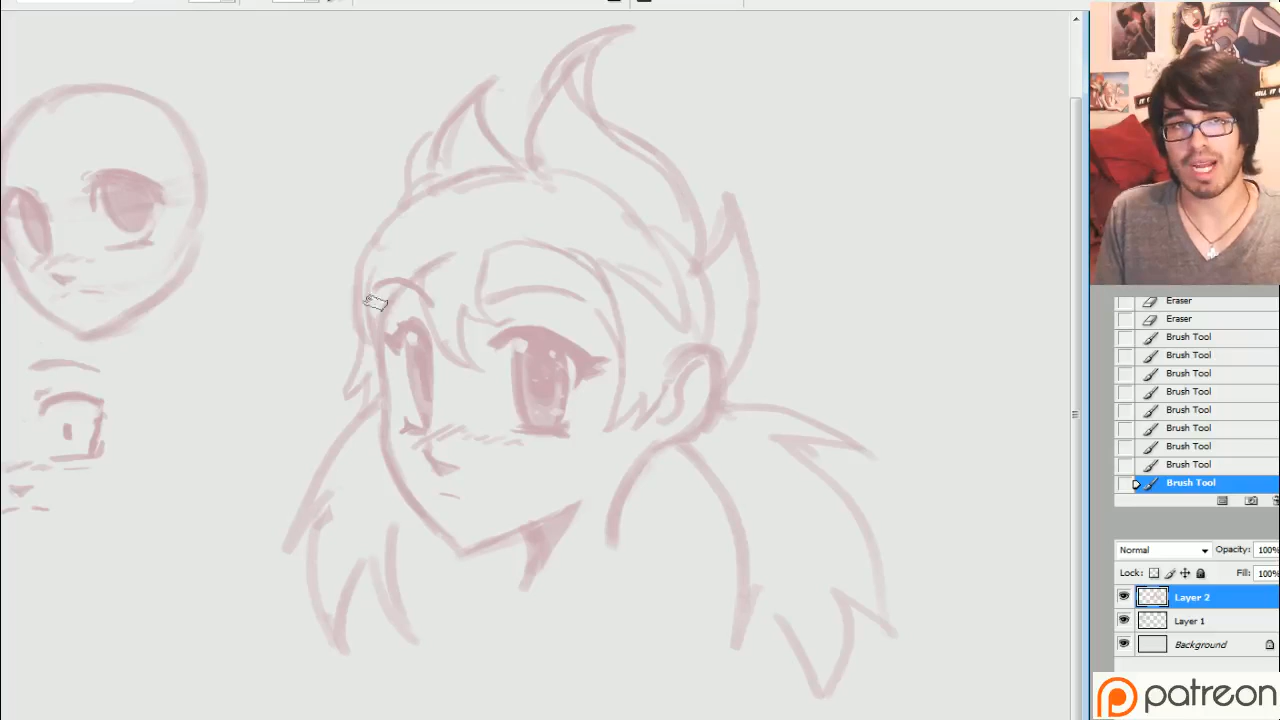 Eraser
Eraser
Brush Tool
Brush Tool
Brush Tool
Brush Tool
Brush Tool
Brush Tool
Brush Tool
Brush Tool
Brush Tool
Normal
Opacity: 100%
Lock:
Fill: 100%
Layer 2
Layer 1
Background
patreon